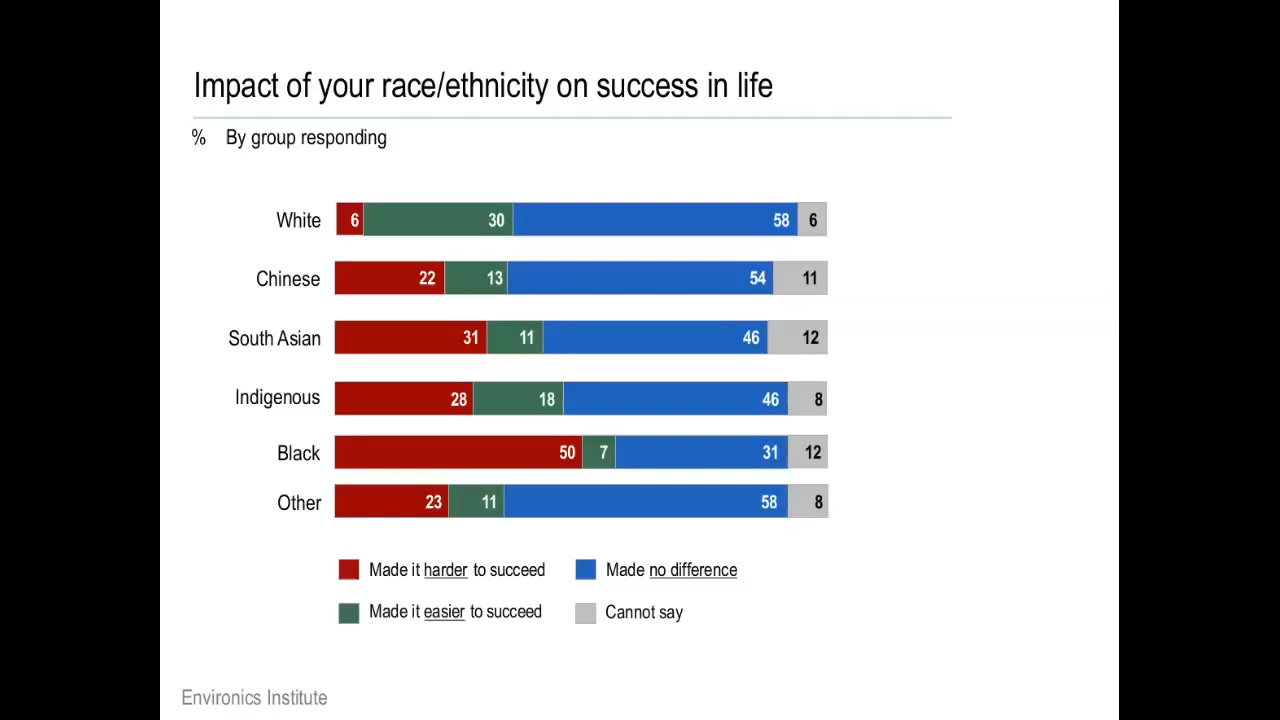 Impact of your race/ethnicity on success in life
% By group responding
White 6 30 58 6
Chinese 22 13 54 11
South Asian 31 11 46 12
Indigenous 28 18 46 8
Black 50 7 31 12
Other 23 11 58 8
Made it harder to succeed Made no difference
Made it easier to succeed Cannot say
Environics Institute